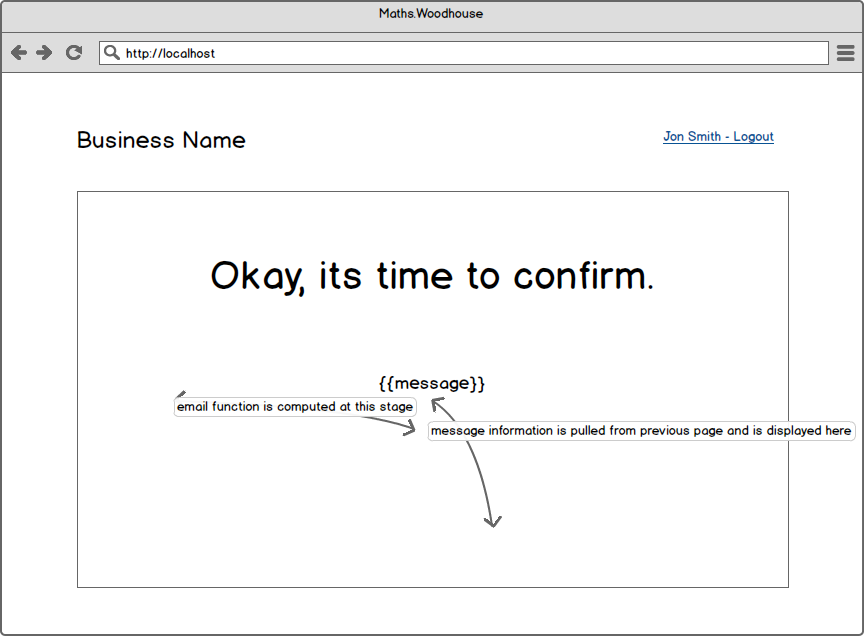 Maths.Woodhouse
http://localhost
Business Name
Jon Smith - Logout
Okay, its time to confirm.
{{message}}
email function is computed at this stage
message information is pulled from previous page and is displayed here